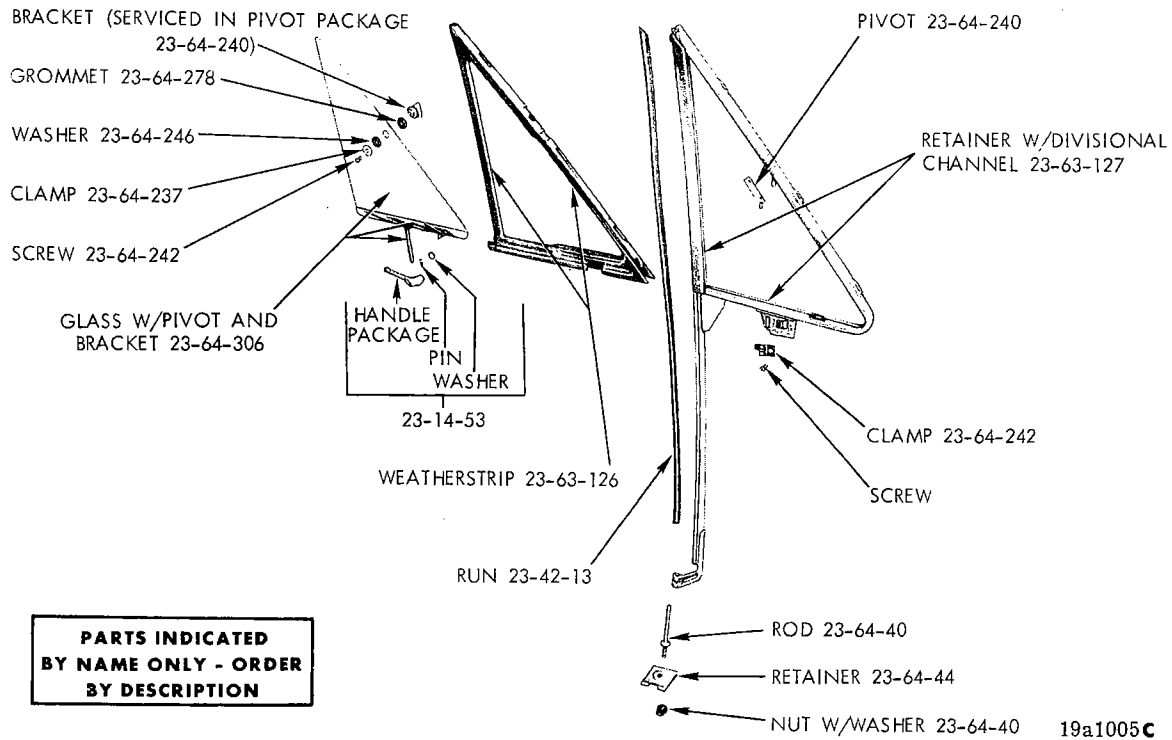 BRACKET (SERVICED IN PIVOT PACKAGE
23-64-240)
GROMMET 23-64-278
WASHER 23-64-246
CLAMP 23-64-237
SCREW 23-64-242
GLASS W/PIVOT AND
BRACKET 23-64-306
HANDLE
PACKAGE
PIN
WASHER
23-14-53
WEATHERSTRIP 23-63-126
RUN 23-42-13
PIVOT 23-64-240
RETAINER W/DIVISIONAL
CHANNEL 23-63-127
CLAMP 23-64-242
SCREW
ROD 23-64-40
RETAINER 23-64-44
NUT W/WASHER 23-64-40
19a1005C
PARTS INDICATED
BY NAME ONLY - ORDER
BY DESCRIPTION